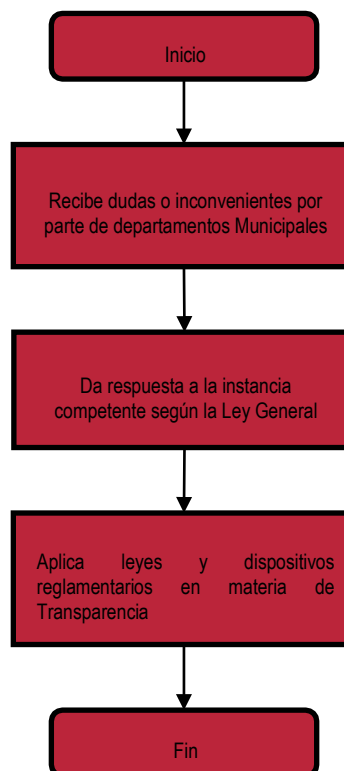 Inicio
Recibe dudas o inconvenientes por
parte de departamentos Municipales
Da respuesta a la instancia
competente según la Ley General
Aplica leyes y dispositivos
reglamentarios en materia de
Transparencia
Fin